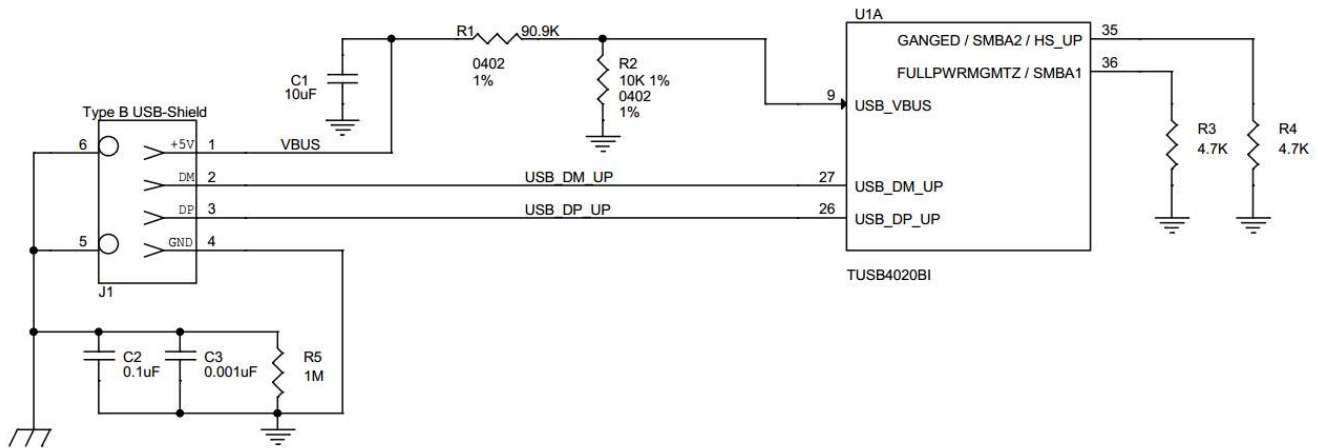 U1A
R1 90.9K
0402
1%
R2
10K 1%
0402
1%
C1
10uF
GANGED / SMBA2 / HS_UP
35
FULLPWRMGMTZ / SMBA1
36
9
USB_VBUS
R3
4.7K
R4
4.7K
Type B USB-Shield
6
+5V
1
VBUS
DM
2
USB_DM_UP
27
USB_DM_UP
DP
3
USB_DP_UP
26
USB_DP_UP
5
GND
4
J1
TUSB4020BI
C2
0.1uF
C3
0.001uF
R5
1M